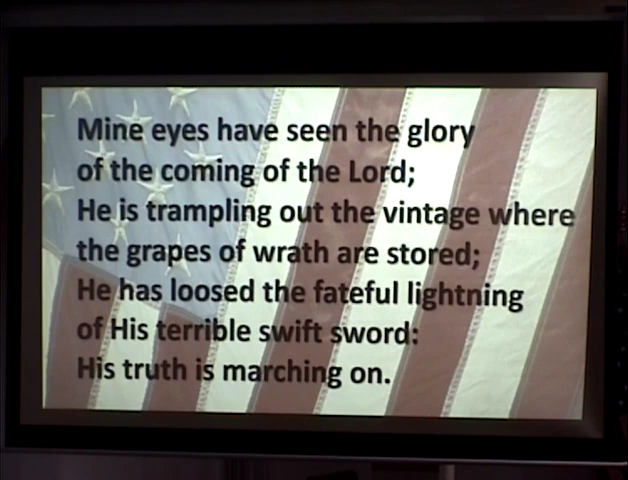 Mine eyes have seen the glory
of the coming of the Lord;
He is trampling out the vintage where
the grapes of wrath are stored;
He has loosed the fateful lightning
of His terrible swift sword:
His truth is marching on.